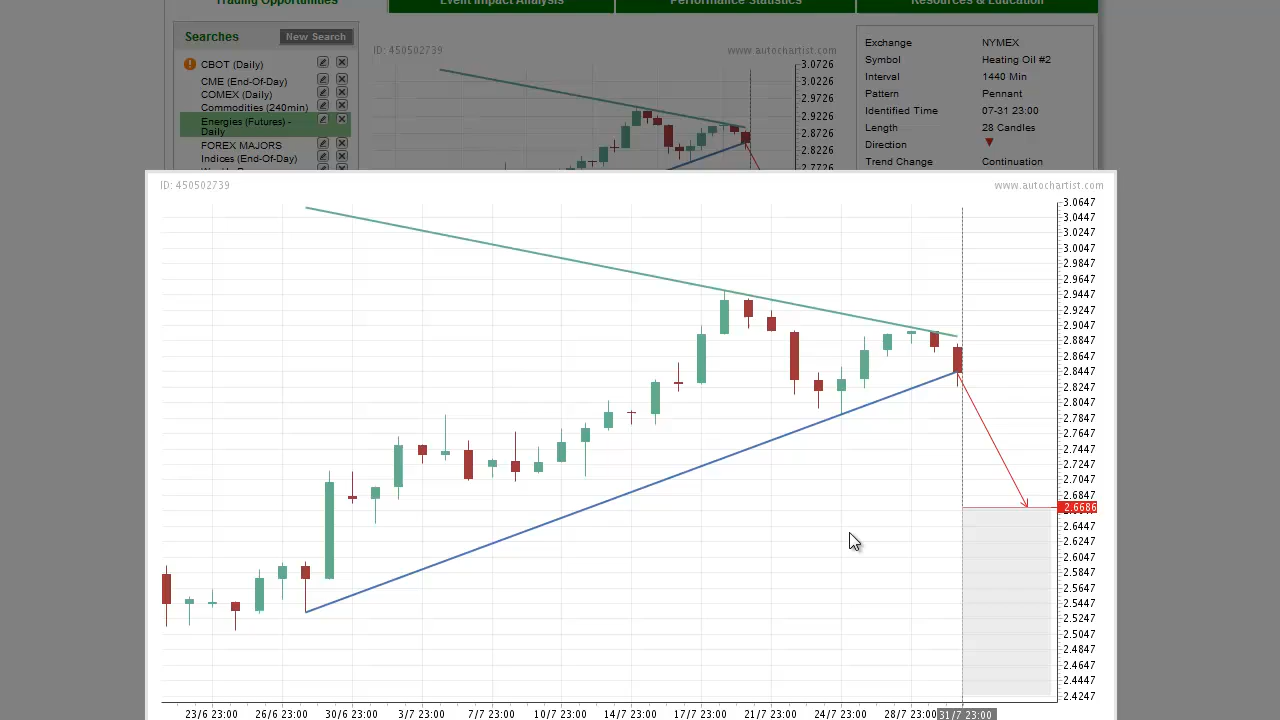 Trading Opportunities
Event Impact Analysis
Performance Statistics
Resources & Education
Searches
New Search
CBOT (Daily)
CME (End-Of-Day)
COMEX (Daily)
Commodities (240min)
Energies (Futures) -
Daily
FOREX MAJORS
Indices (End-Of-Day)
ID: 450502739
www.autochartist.com
3.0726
3.0226
2.9726
2.9226
2.8726
2.8226
2.7726
Exchange NYMEX
Symbol Heating Oil #2
Interval 1440 Min
Pattern Pennant
Identified Time 07-31 23:00
Length 28 Candles
Direction
Trend Change Continuation
ID: 450502739
www.autochartist.com
3.0647
3.0447
3.0247
3.0047
2.9847
2.9647
2.9447
2.9247
2.9047
2.8847
2.8647
2.8447
2.8247
2.8047
2.7847
2.7647
2.7447
2.7247
2.7047
2.6847
2.6686
2.6447
2.6247
2.6047
2.5847
2.5647
2.5447
2.5247
2.5047
2.4847
2.4647
2.4447
2.4247
23/6 23:00
26/6 23:00
30/6 23:00
3/7 23:00
7/7 23:00
10/7 23:00
14/7 23:00
17/7 23:00
21/7 23:00
24/7 23:00
28/7 23:00
31/7 23:00